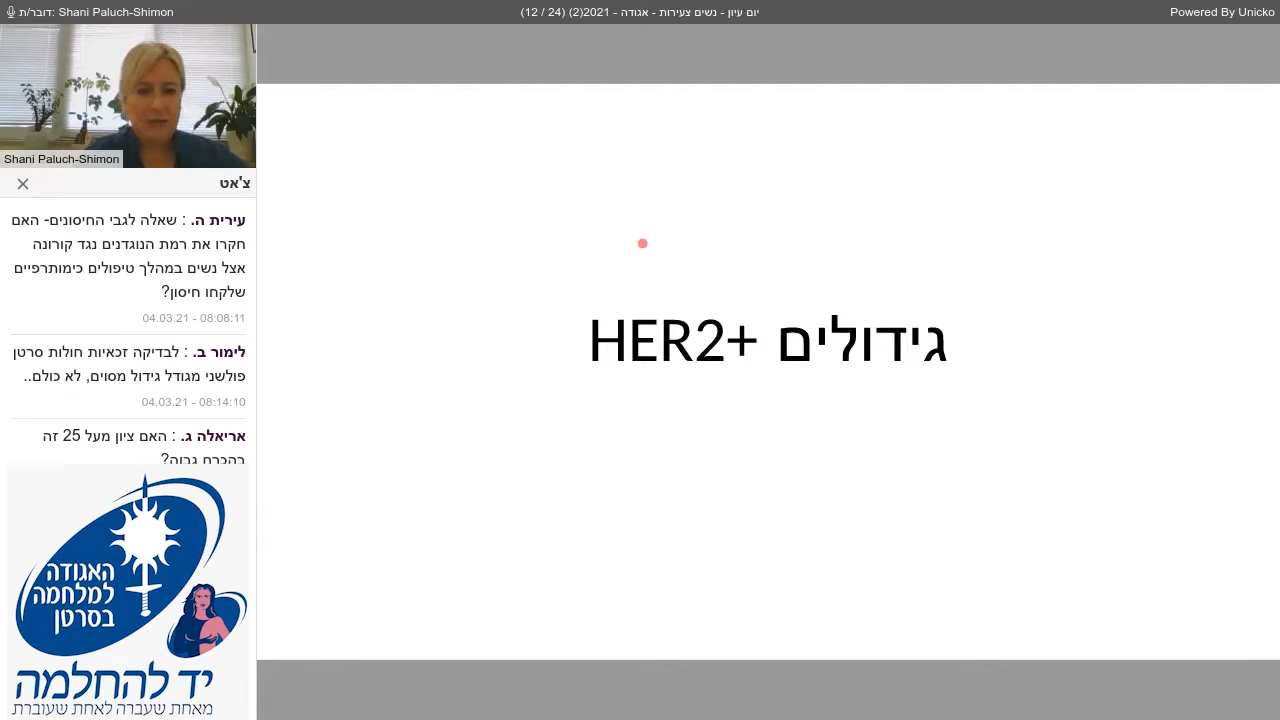 דובר/ת: Shani Paluch-Shimon
יום עיון - נשים צעירות - אגודה - 2021(2) (24 / 12)
Powered By Unicko
Shani Paluch-Shimon
צ'אט
עירית ה. : שאלה לגבי החיסונים- האם
חקרו את רמת הנוגדנים נגד קורונה
אצל נשים במהלך טיפולים כימותרפיים
שלקחו חיסון?
04.03.21 - 08:08:11
לימור ב. : לבדיקה זכאיות חולות סרטן
פולשני מגודל גידול מסוים, לא כולם..
04.03.21 - 08:14:10
אריאלה ג. : האם ציון מעל 25 זה
בהכרח גבוה?
האגודה
למלחמה
בסרטן
יד להחלמה
מאחת שעברה לאחת שעוברת
גידולים HER2+